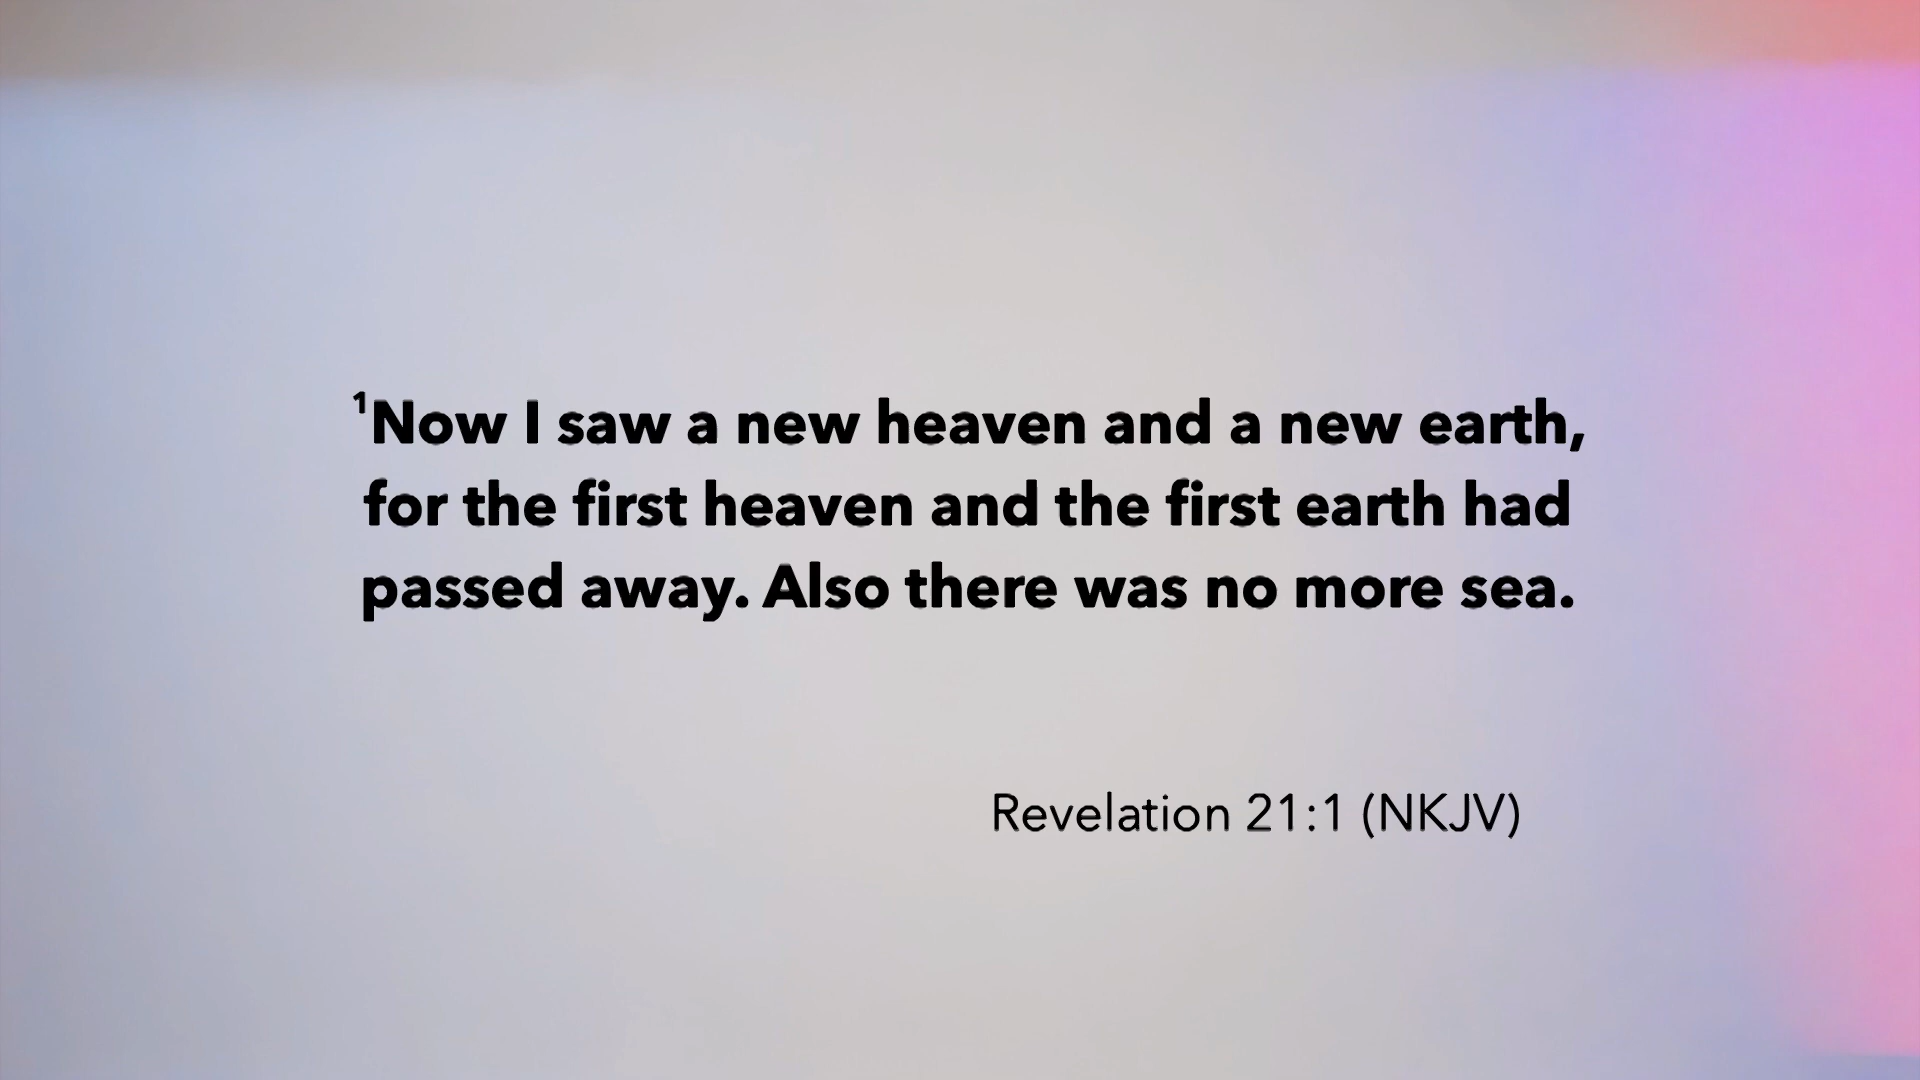 ¹Now I saw a new heaven and a new earth,
for the first heaven and the first earth had
passed away. Also there was no more sea.
Revelation 21:1 (NKJV)